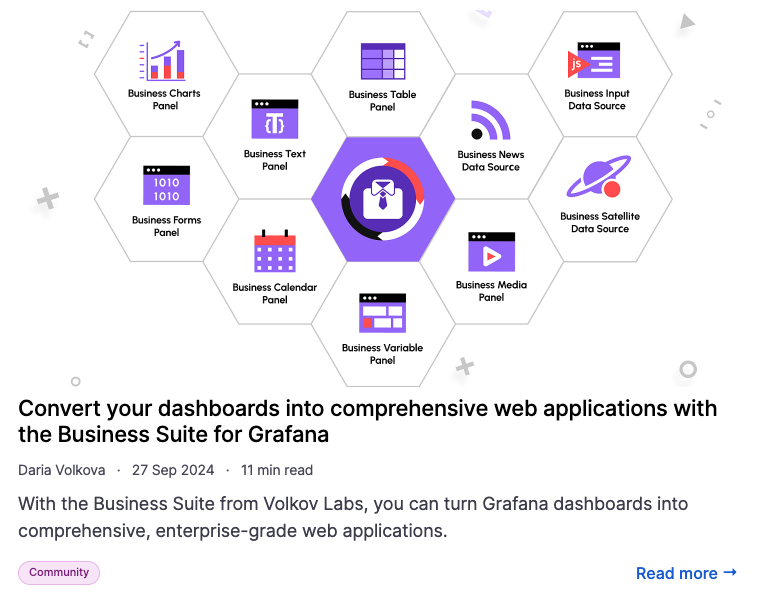 Business Charts
Panel
Business Table
Panel
js
Business Input
Data Source
{T}
Business Text
Panel
Business News
Data Source
1010
1010
Business Forms
Panel
Business Satellite
Data Source
Business Calendar
Panel
Business Media
Panel
Business Variable
Panel
Convert your dashboards into comprehensive web applications with
the Business Suite for Grafana
Daria Volkova · 27 Sep 2024 · 11 min read
With the Business Suite from Volkov Labs, you can turn Grafana dashboards into
comprehensive, enterprise-grade web applications.
Community
Read more →